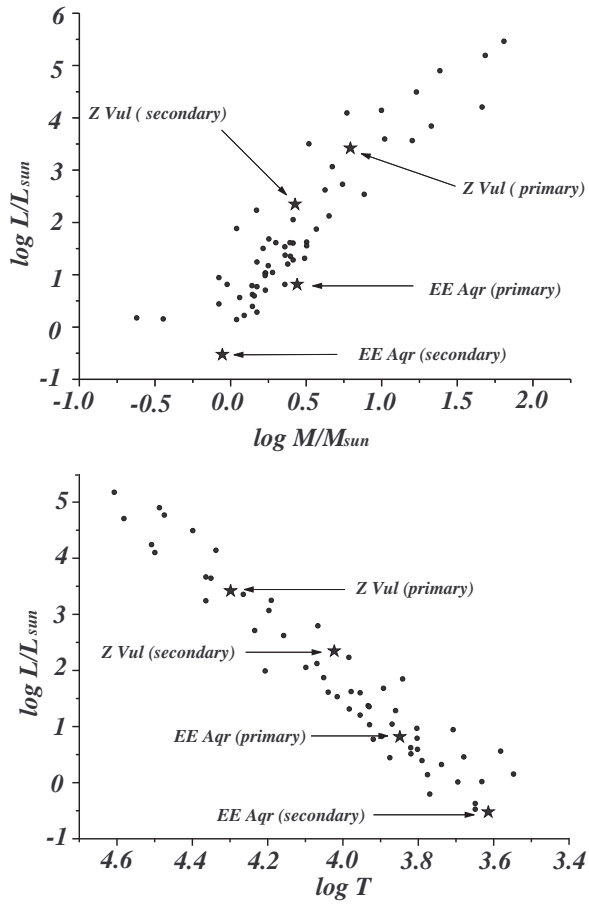 6
5
4
3
2
1
0
-1
log L/Lsun
Z Vul ( secondary)
Z Vul ( primary)
EE Aqr (primary)
EE Aqr (secondary)
-1.0 -0.5 0.0 0.5 1.0 1.5 2.0
log M/Msun
5
4
3
2
1
0
-1
log L/Lsun
Z Vul (primary)
Z Vul (secondary)
EE Aqr (primary)
EE Aqr (secondary)
4.6 4.4 4.2 4.0 3.8 3.6 3.4
log T